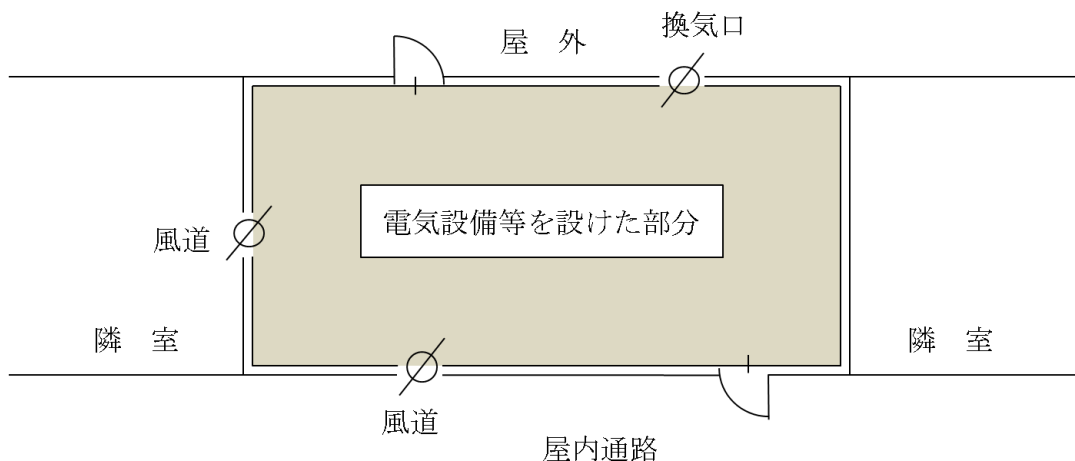 換気口
屋 外
電気設備等を設けた部分
風道
隣 室
隣 室
風道
屋内通路